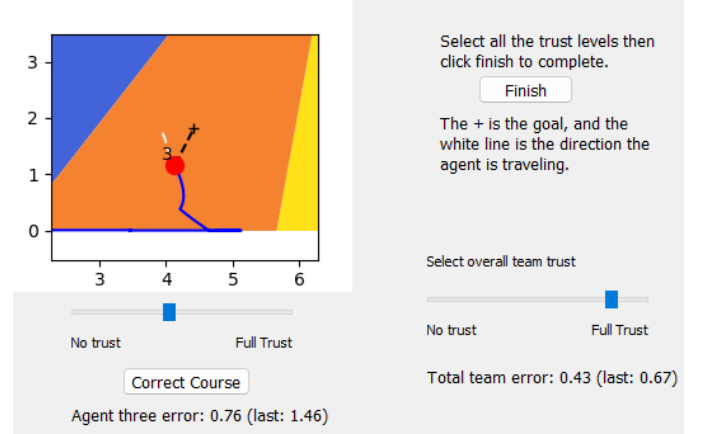 3
2
1
0
3
3
4
5
6
No trust
Full Trust
Correct Course
Agent three error: 0.76 (last: 1.46)
Select all the trust levels then
click finish to complete.
Finish
The + is the goal, and the
white line is the direction the
agent is traveling.
Select overall team trust
No trust
Full Trust
Total team error: 0.43 (last: 0.67)